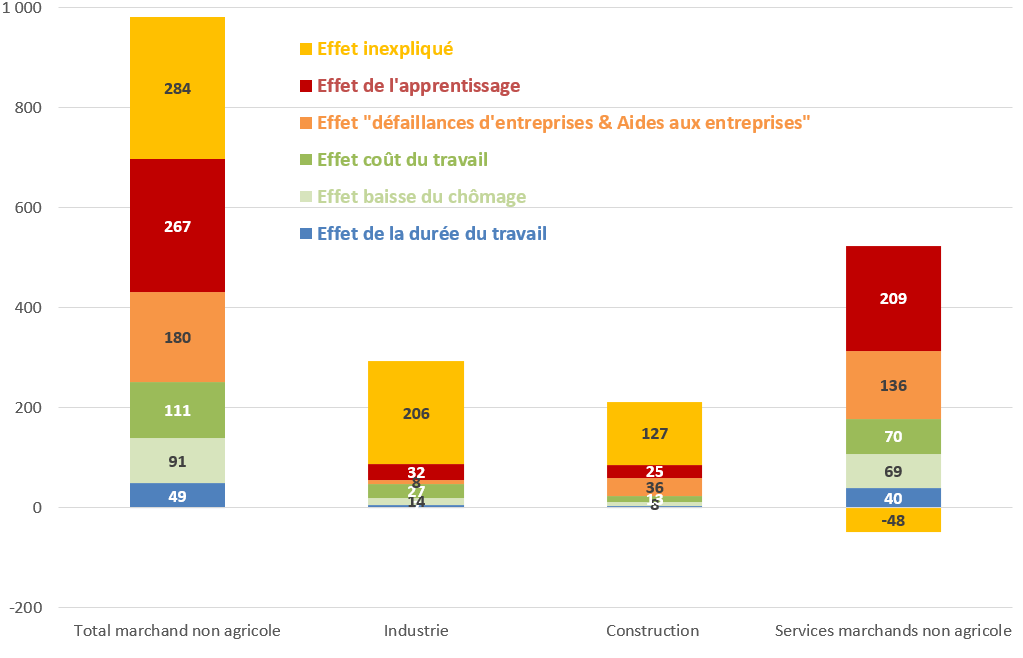 1 000
800
600
400
200
0
-200
Effet inexpliqué
Effet de l'apprentissage
Effet "défaillances d'entreprises & Aides aux entreprises"
Effet coût du travail
Effet baisse du chômage
Effet de la durée du travail
284
267
180
111
91
49
206
32
8
27
14
127
25
36
13
8
209
136
70
69
40
-48
Total marchand non agricole
Industrie
Construction
Services marchands non agricole